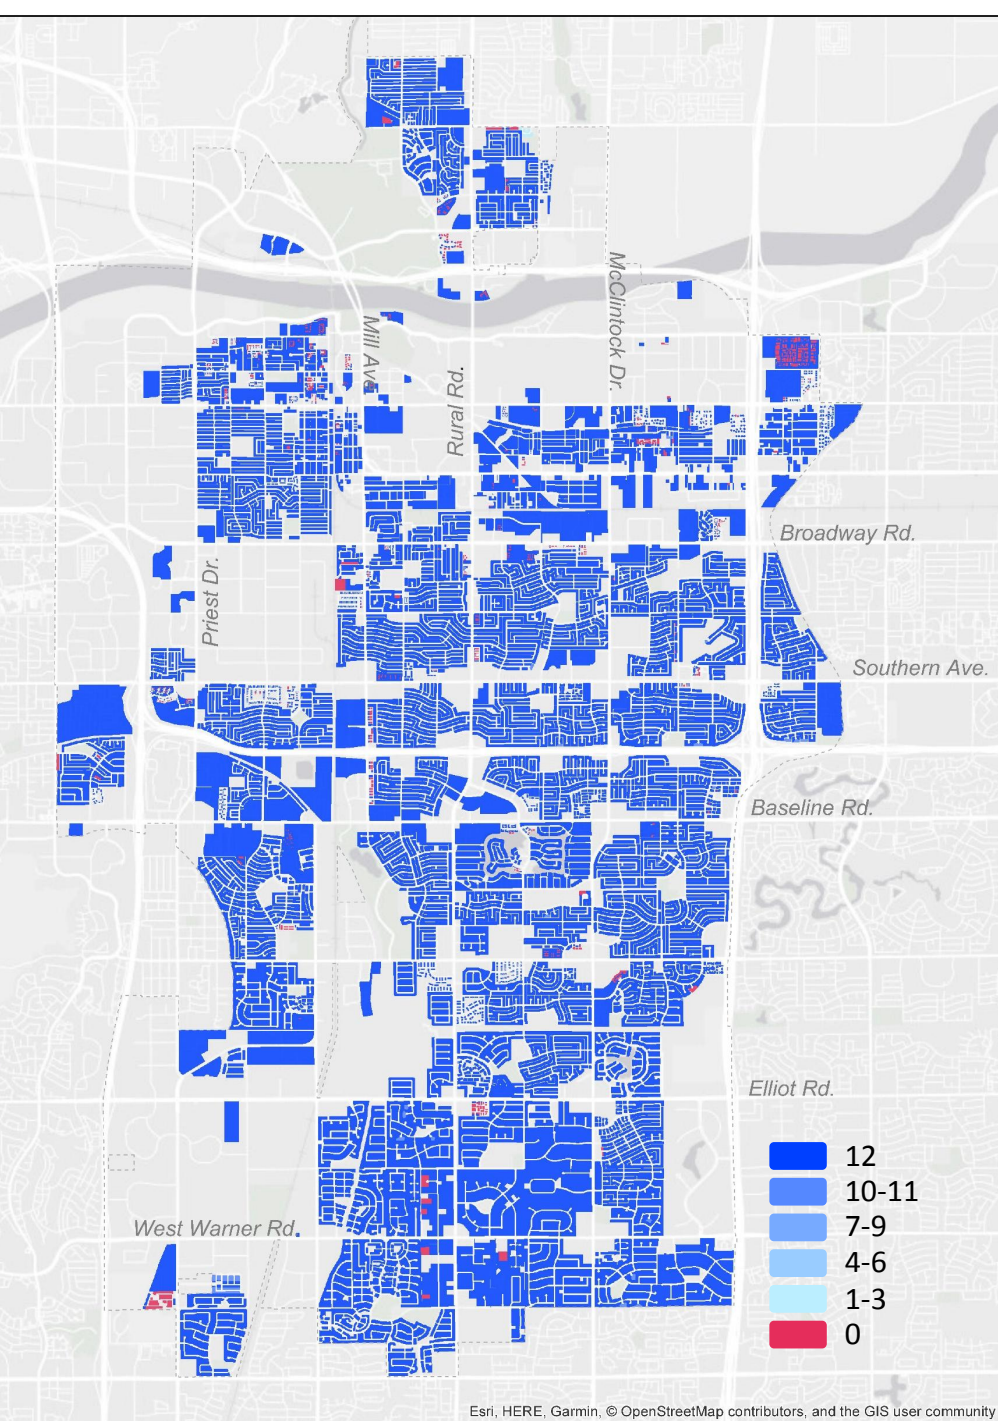 McClintock Dr.
Mill Ave.
Rural Rd.
Broadway Rd.
Priest Dr.
Southern Ave.
Baseline Rd.
Elliot Rd.
12
10-11
7-9
4-6
1-3
0
West Warner Rd.
Esri, HERE, Garmin, © OpenStreetMap contributors, and the GIS user community